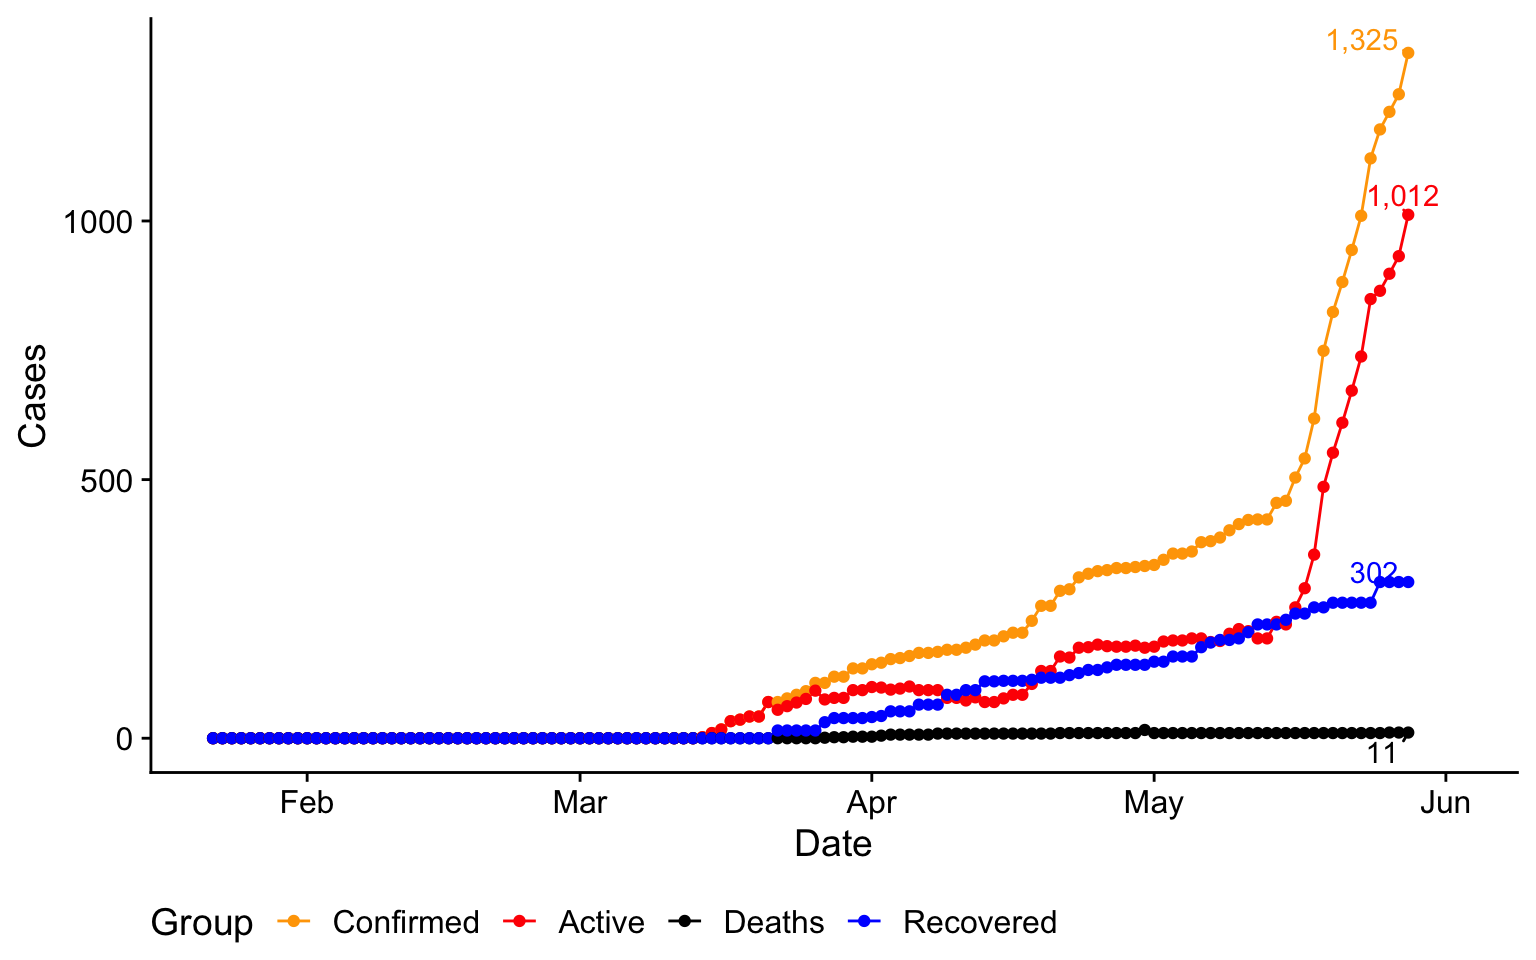 1,325
1,012
1000
500
302
0
11
Cases
Feb Mar Apr May Jun
Date
Group Confirmed Active Deaths Recovered